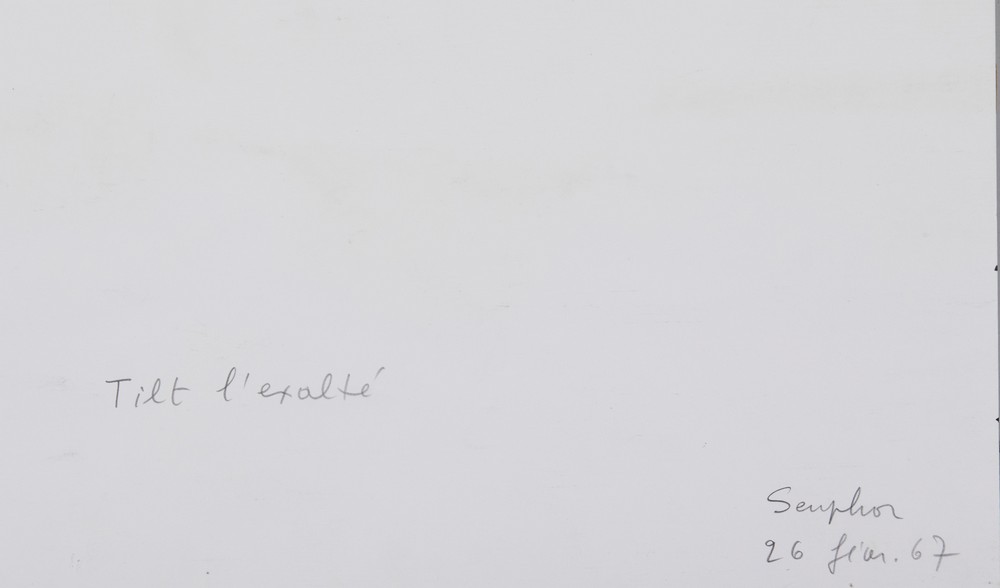 Tilt l'exalté
Seuphor
26 févr. 67